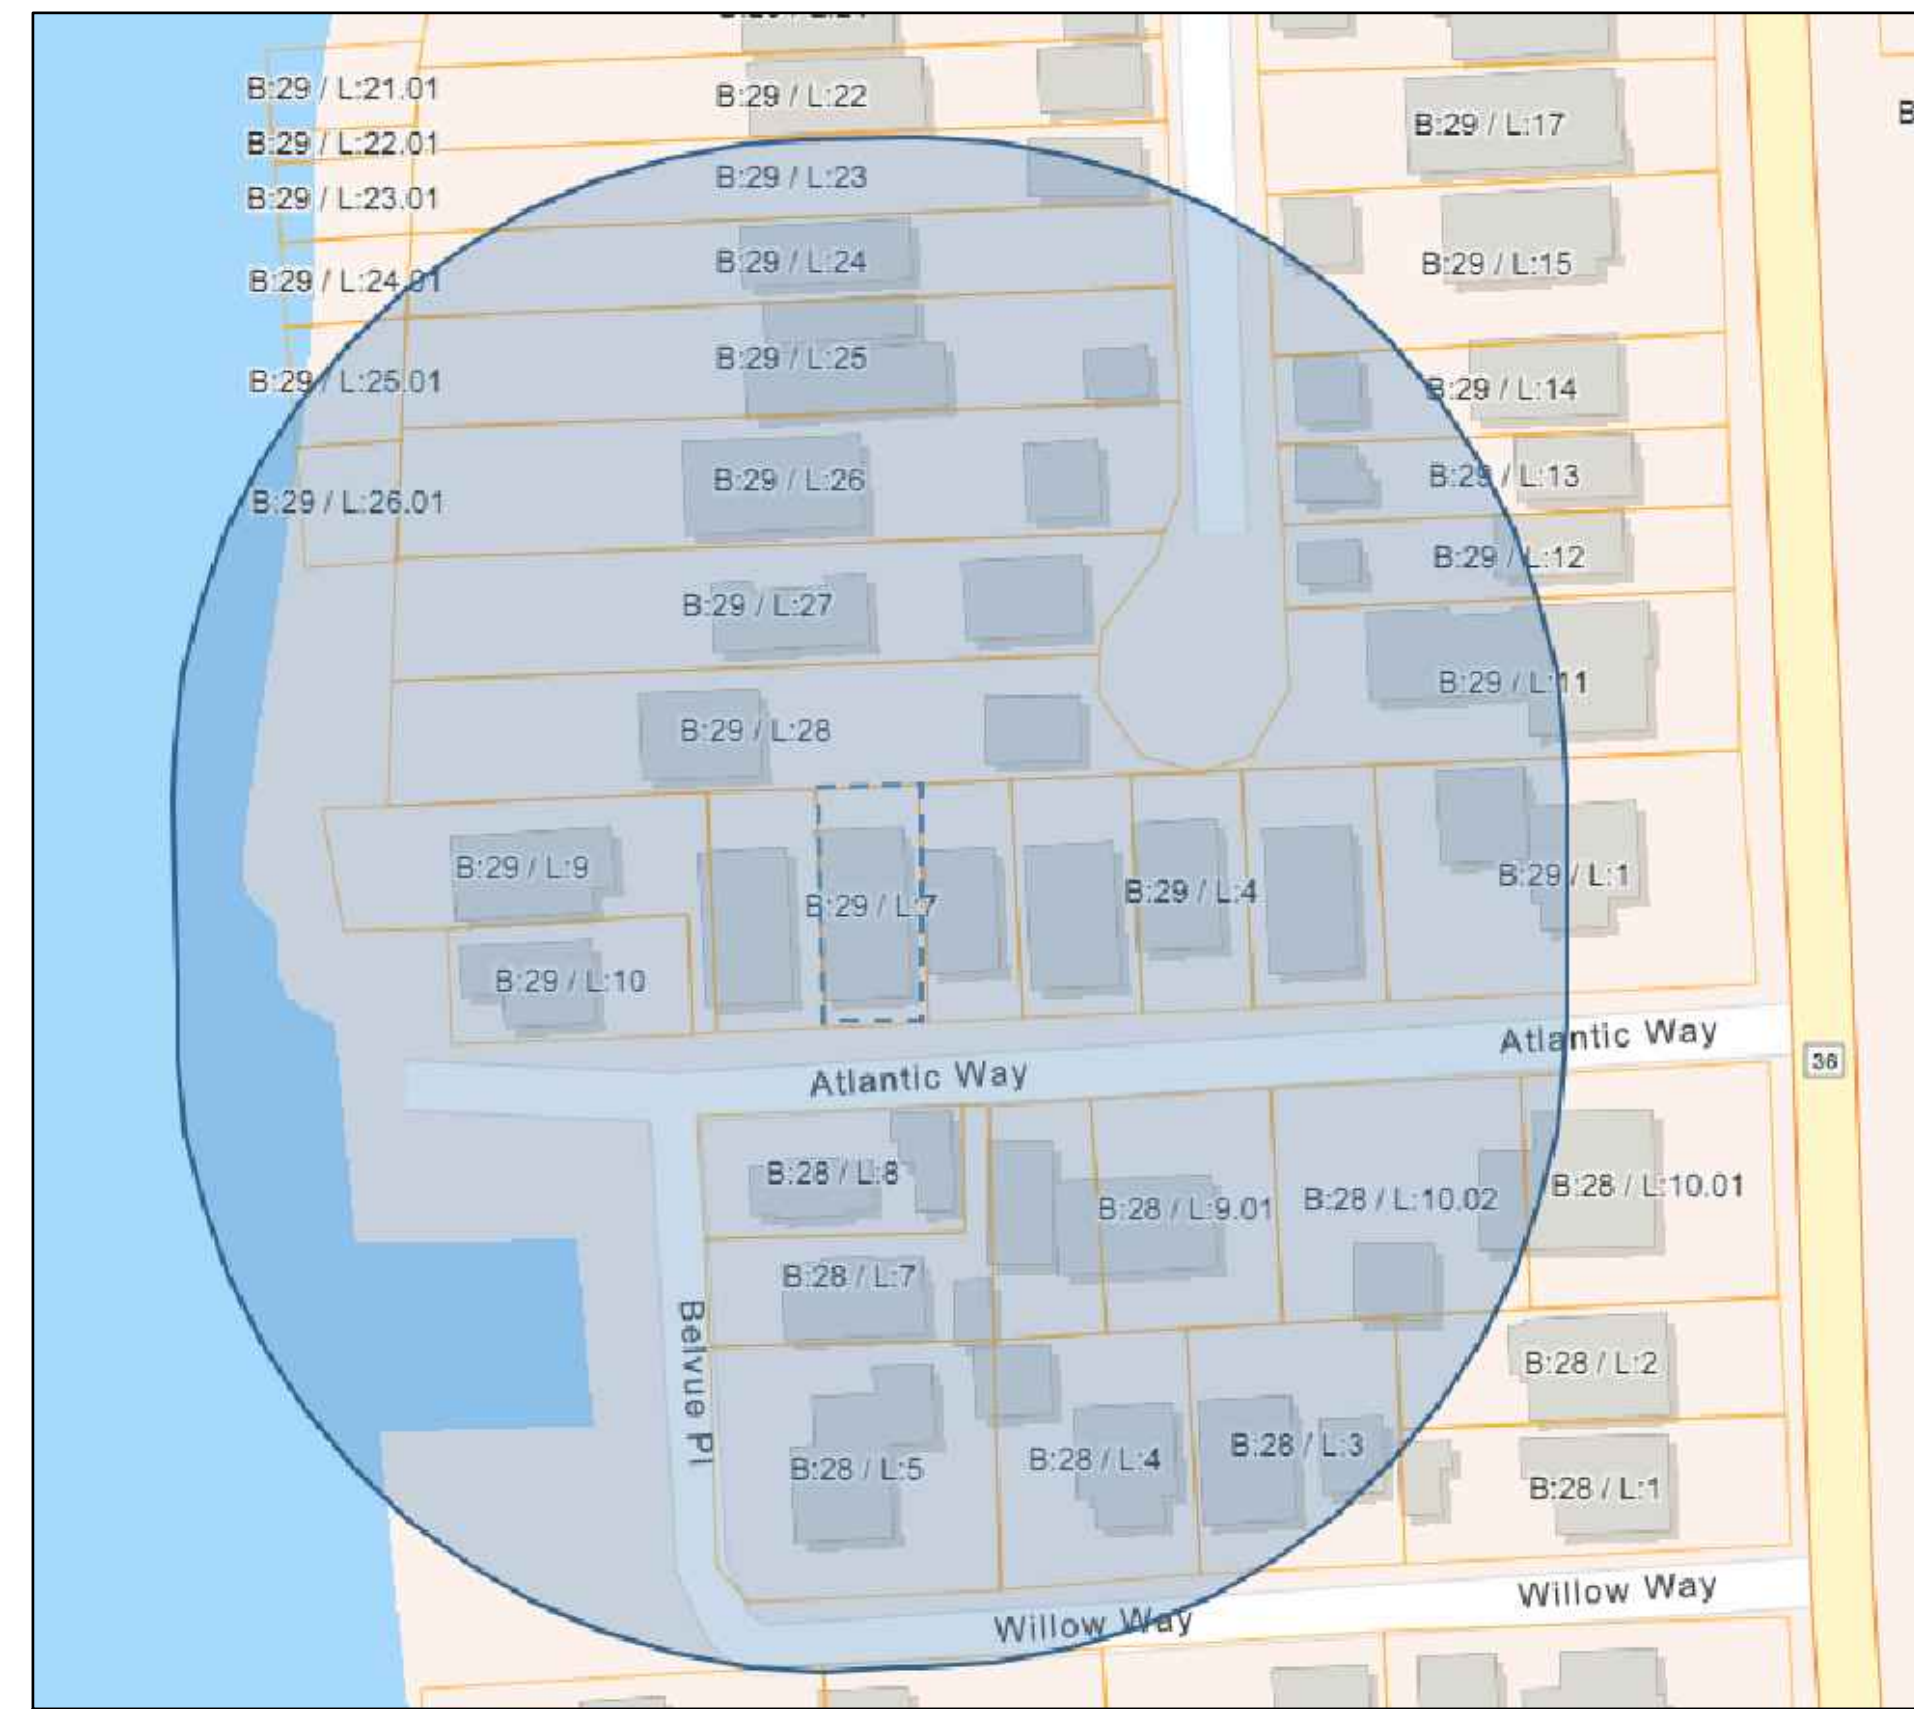 B:29 / L:21.01
B:29 / L:22
B:29 / L:17
B:29 / L:22.01
B:29 / L:23
B:29 / L:23.01
B:29 / L:24
B:29 / L:15
B:29 / L:24.01
B:29 / L:25
B:29 / L:25.01
B:29 / L:14
B:29 / L:13
B:29 / L:26
B:29 / L:26.01
B:29 / L:12
B:29 / L:27
B:29 / L:11
B:29 / L:28
B:29 / L:9
B:29 / L:7
B:29 / L:4
B:29 / L:1
B:29 / L:10
Atlantic Way
Atlantic Way
36
B:28 / L:8
B:28 / L:9.01
B:28 / L:10.02
B:28 / L:10.01
B:28 / L:7
Belvue Pl
B:28 / L:2
B:28 / L:5
B:28 / L:4
B:28 / L:3
B:28 / L:1
Willow Way
Willow Way